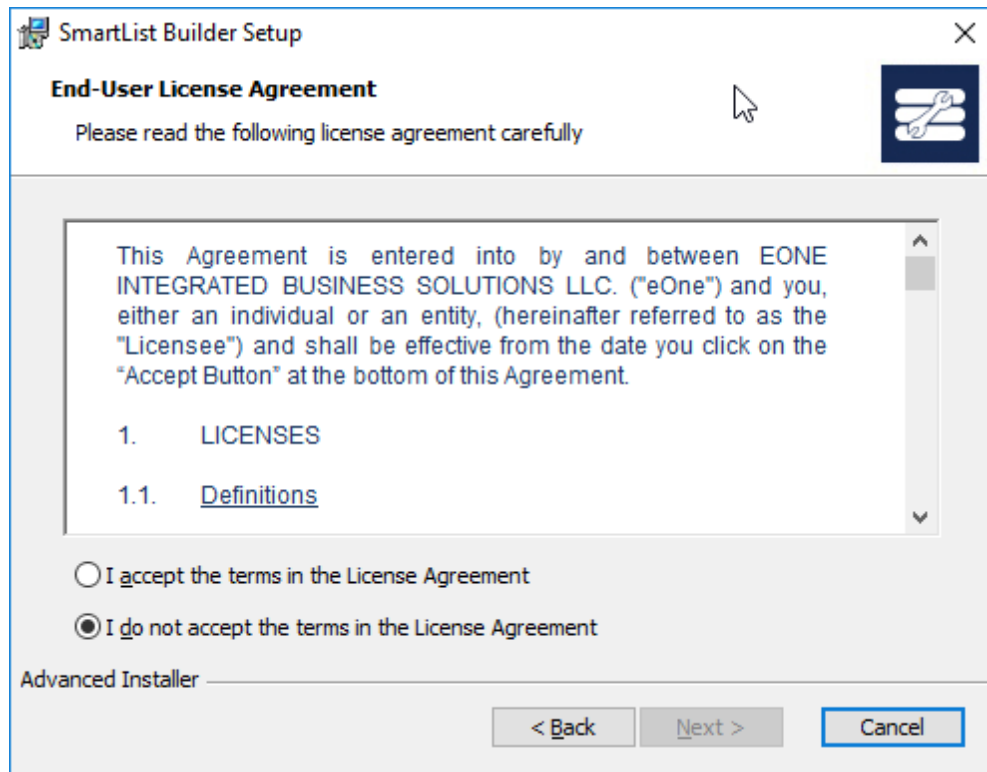 SmartList Builder Setup
End-User License Agreement
Please read the following license agreement carefully
This Agreement is entered into by and between EONE
INTEGRATED BUSINESS SOLUTIONS LLC. ("eOne") and you,
either an individual or an entity, (hereinafter referred to as the
"Licensee") and shall be effective from the date you click on the
“Accept Button” at the bottom of this Agreement.
1. LICENSES
1.1. Definitions
I accept the terms in the License Agreement
I do not accept the terms in the License Agreement
Advanced Installer
< Back Next > Cancel